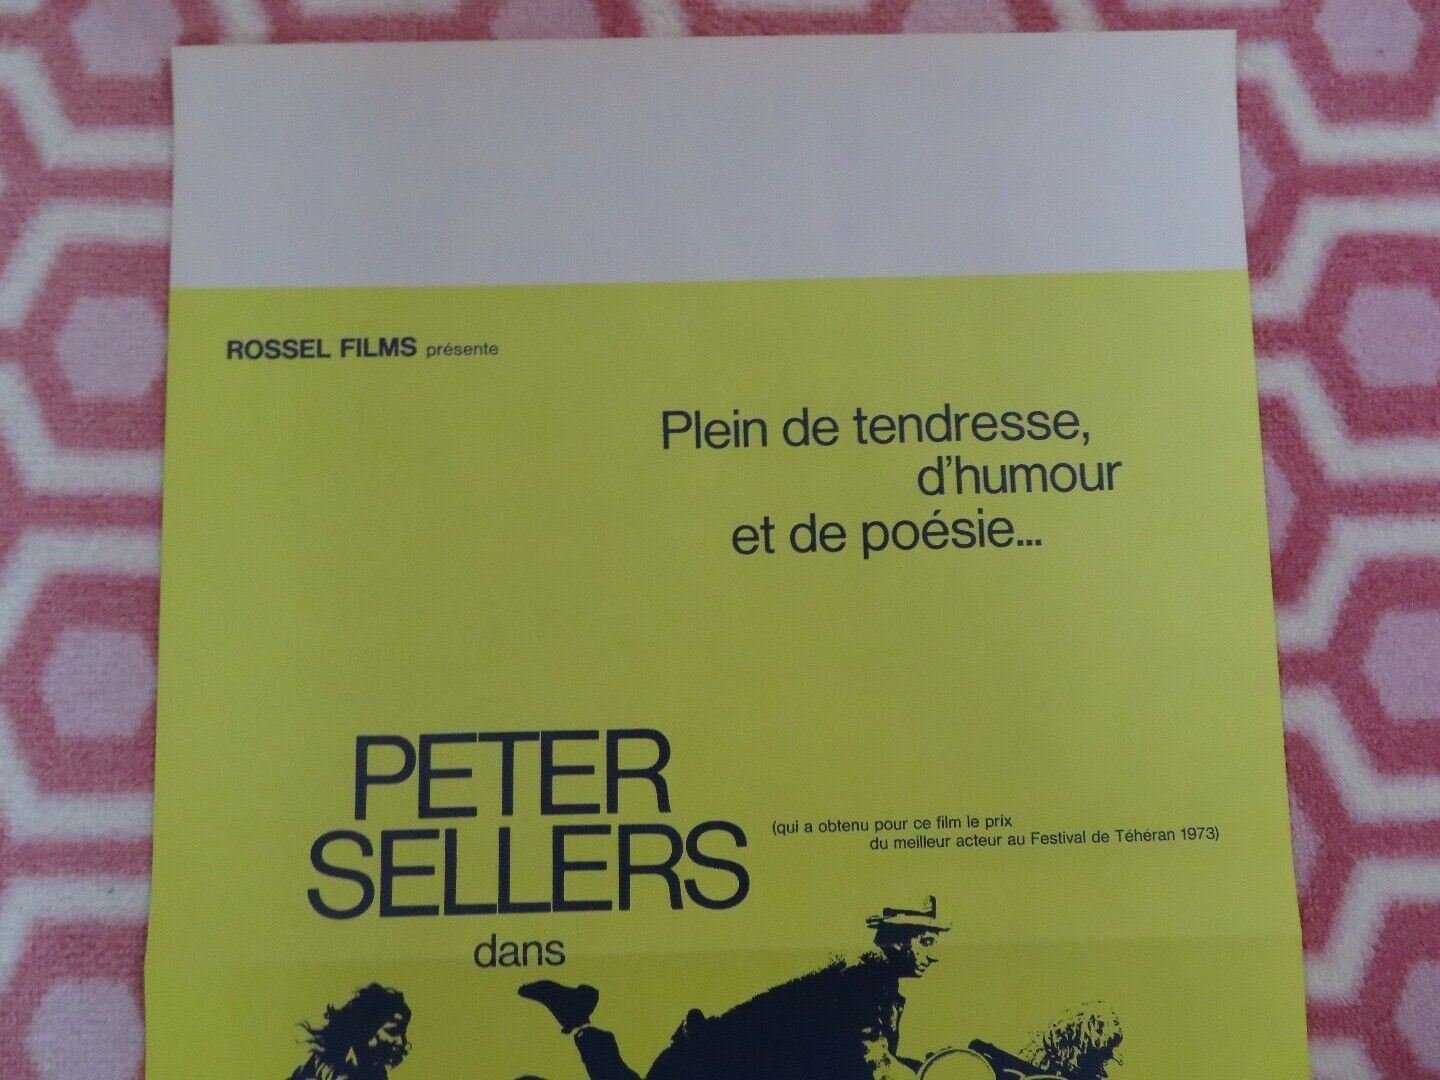 ROSSEL FILMS présente
Plein de tendresse,
d'humour
et de poésie...
PETER
SELLERS
(qui a obtenu pour ce film le prix
du meilleur acteur au Festival de Téhéran 1973)
dans